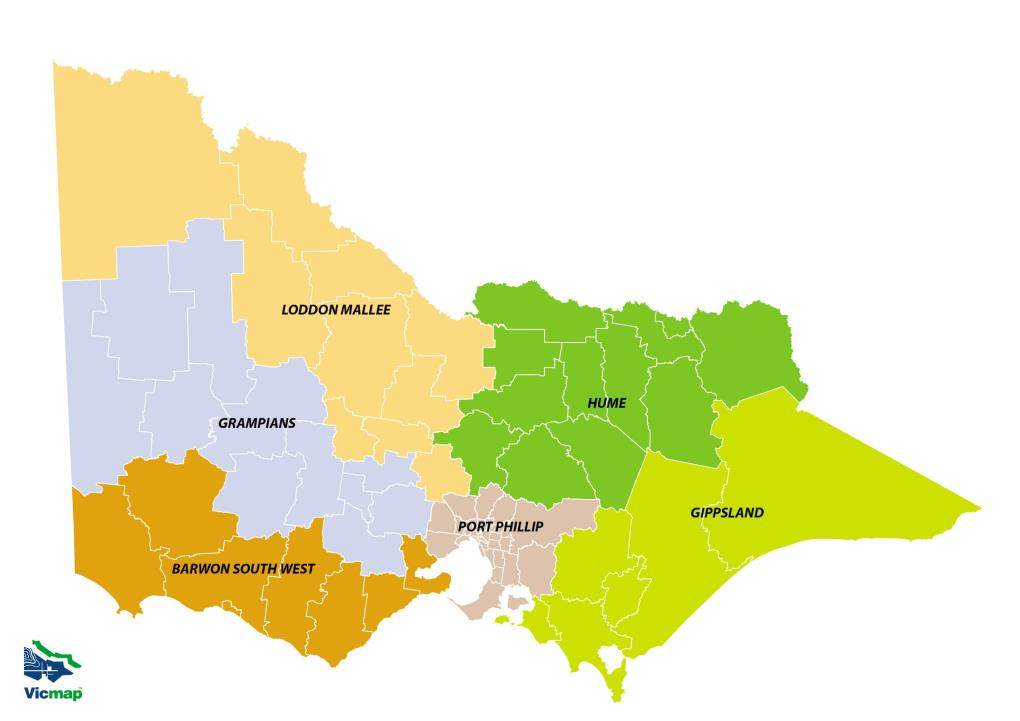 LODDON MALLEE
HUME
GRAMPIANS
GIPPSLAND
PORT PHILLIP
BARWON SOUTH WEST
Vicmap